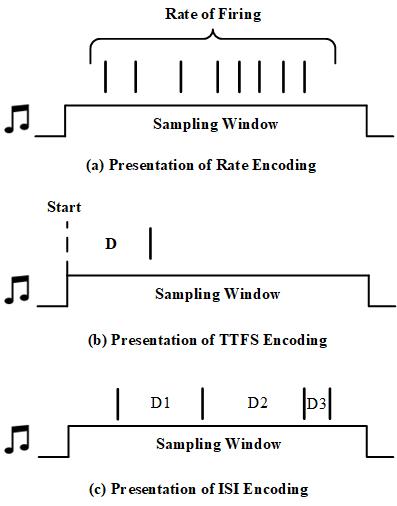 Rate of Firing
Sampling Window
(a) Presentation of Rate Encoding
Start
D
Sampling Window
(b) Presentation of TTFS Encoding
D1 D2 D3
Sampling Window
(c) Presentation of ISI Encoding